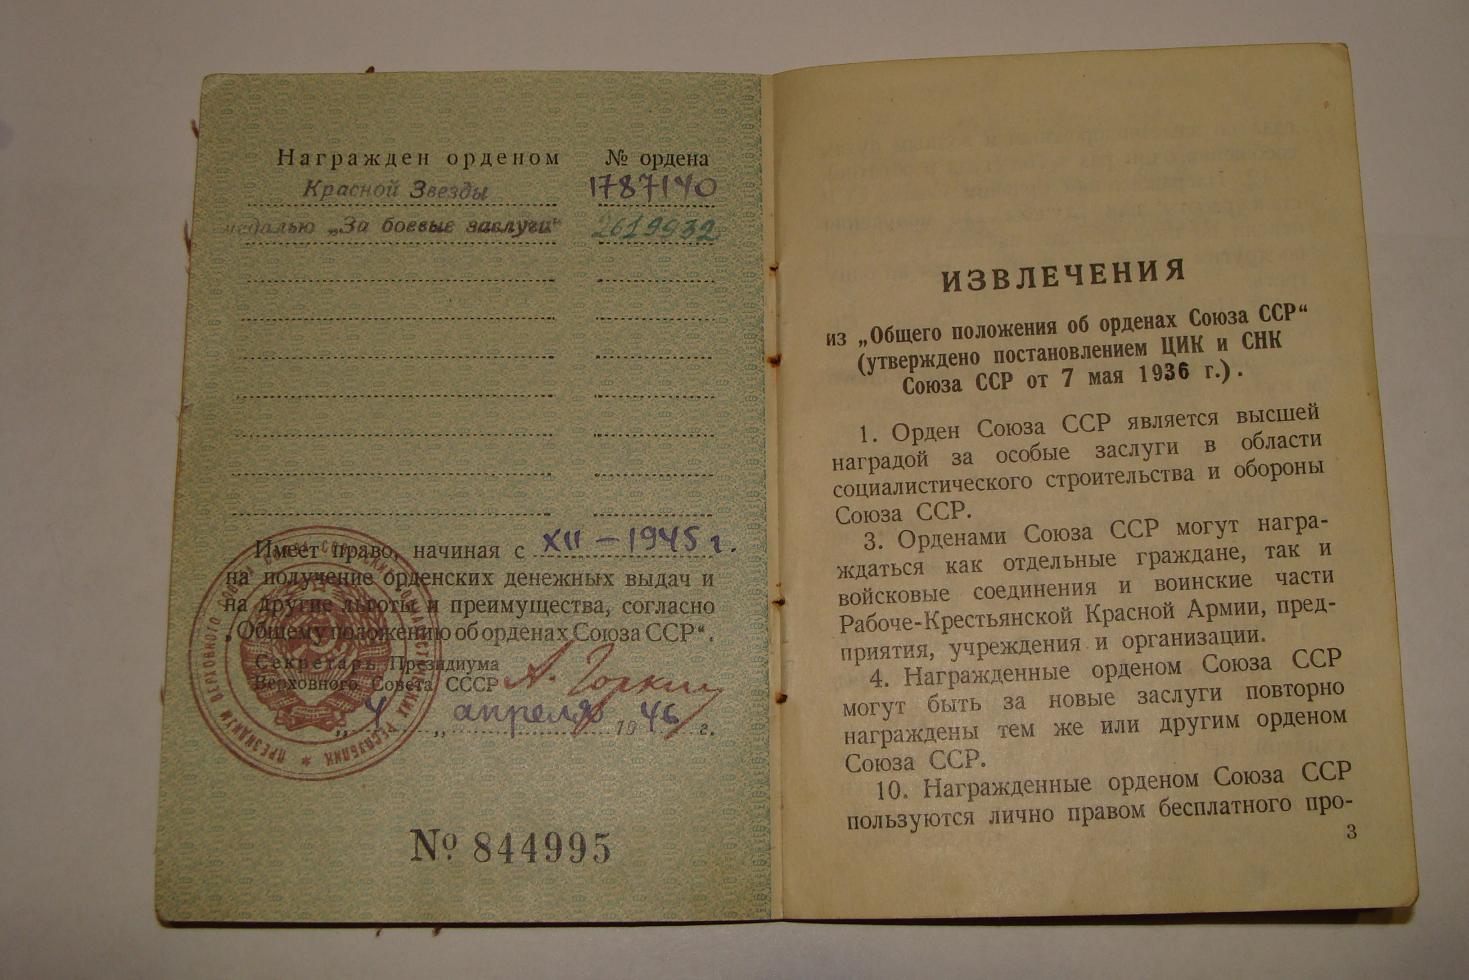 Награжден орденом № ордена
Красной Звезды 1787140
медалью „За боевые заслуги“ 2619932
Имеет право, начиная с XII – 1945 г.
на получение орденских денежных выдач и
на другие льготы и преимущества, согласно
„Общему положению об орденах Союза ССР“.
Секретарь Президиума
Верховного Совета СССР А. Горкин
„4„ апреля 1946 г.
№ 844995
ИЗВЛЕЧЕНИЯ
из „Общего положения об орденах Союза ССР“
(утверждено постановлением ЦИК и СНК
Союза ССР от 7 мая 1936 г.).
1. Орден Союза ССР является высшей
наградой за особые заслуги в области
социалистического строительства и обороны
Союза ССР.
3. Орденами Союза ССР могут награ-
ждаться как отдельные граждане, так и
войсковые соединения и воинские части
Рабоче-Крестьянской Красной Армии, пред-
приятия, учреждения и организации.
4. Награжденные орденом Союза ССР
могут быть за новые заслуги повторно
награждены тем же или другим орденом
Союза ССР.
10. Награжденные орденом Союза ССР
пользуются лично правом бесплатного про-
3